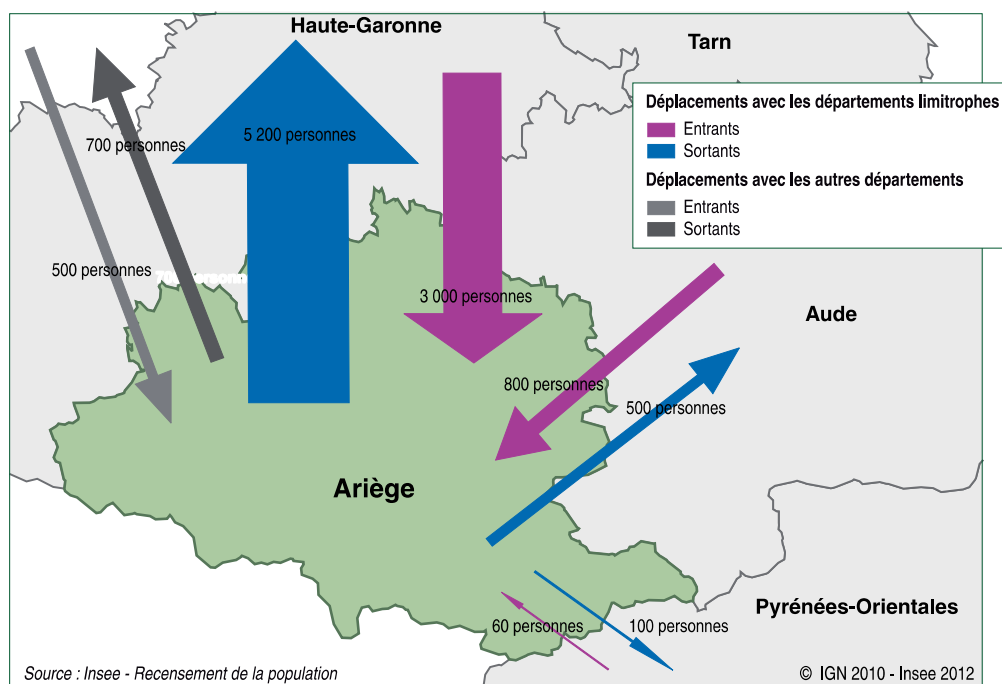 Haute-Garonne
Tarn
Déplacements avec les départements limitrophes
Entrants
Sortants
Déplacements avec les autres départements
Entrants
Sortants
700 personnes
5 200 personnes
500 personnes
3 000 personnes
Aude
800 personnes
500 personnes
Ariège
Pyrénées-Orientales
60 personnes
100 personnes
Source : Insee - Recensement de la population
© IGN 2010 - Insee 2012